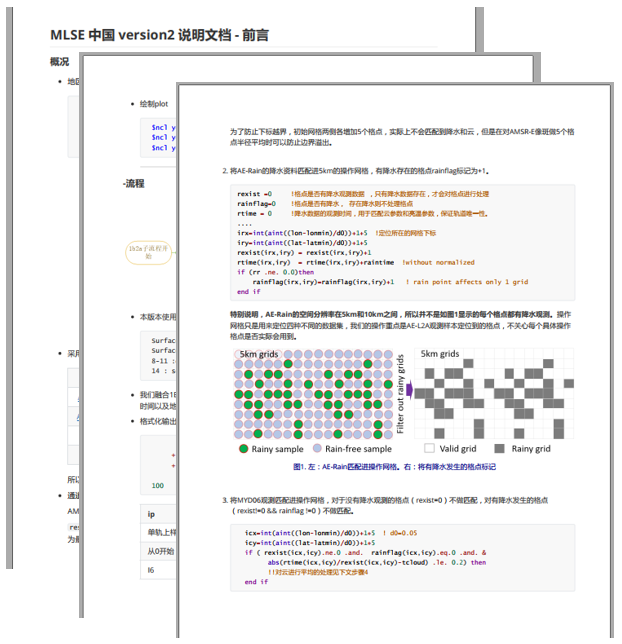 MLSE 中国 version2 说明文档 - 前言
概况
地区
采用
所以
通道
AM
为最
绘制plot
$ncl y
$ncl y
$ncl y
-流程
1b2a子流程开
始
本版本使用
Surfac
Surfac
8-11 :
14 : s
我们融合1B
时间以及地
格式化输出
+
+
100
ip
单轨上样
从0开始
I6
为了防止下标越界，初始网格两侧各增加5个格点，实际上不会匹配到降水和云，但是在对AMSR-E像斑做5个格
点半径平均时可以防止边界溢出。
2. 将AE-Rain的降水资料匹配进5km的操作网格，有降水存在的格点rainflag标记为+1。
rexist =0 !格点是否有降水观测数据 ，只有降水数据存在，才会对格点进行处理
rainflag=0 !格点是否有降水， 存在降水则不处理格点
rtime = 0 !降水数据的观测时间，用于匹配云参数和亮温参数，保证轨道唯一性。
....
irx=int(aint((lon-lonmin)/d0))+1+5 !定位所在的网格下标
iry=int(aint((lat-latmin)/d0))+1+5
rexist(irx,iry) = rexist(irx,iry) +1
rtime(irx,iry) = rtime(irx,iry)+raintime !without normalized
if (rr .ne. 0.0)then
rainflag(irx,iry)=rainflag(irx,iry)+1 ! rain point affects only 1 grid
end if
特别说明，AE-Rain的空间分辨率在5km和10km之间，所以并不是如图1显示的每个格点都有降水观测。操作
网格只是用来定位四种不同的数据集，我们的操作重点是AE-L2A观测样本定位到的格点，不关心每个具体操作
格点是否实际会用到。
5km grids
Filter out rainy grids
5km grids
Rainy sample
Rain-free sample
Valid grid
Rainy grid
图1. 左：AE-Rain匹配进操作网格。右：将有降水发生的格点标记
3. 将MYD06观测匹配进操作网格，对于没有降水观测的格点（rexist=0）不做匹配，对有降水发生的格点
（rexist!=0 && rainflag !=0）不做匹配。
icx=int(aint((lon-lonmin)/d0))+1+5 ! d0=0.05
icy=int(aint((lat-latmin)/d0))+1+5
if ( rexist(icx,icy).ne.0 .and. rainflag(icx,icy).eq.0 .and. &
abs(rtime(icx,icy)/rexist(icx,icy)-tcloud) .le. 0.2) then
!!对云进行平均的处理见下文步骤4
end if